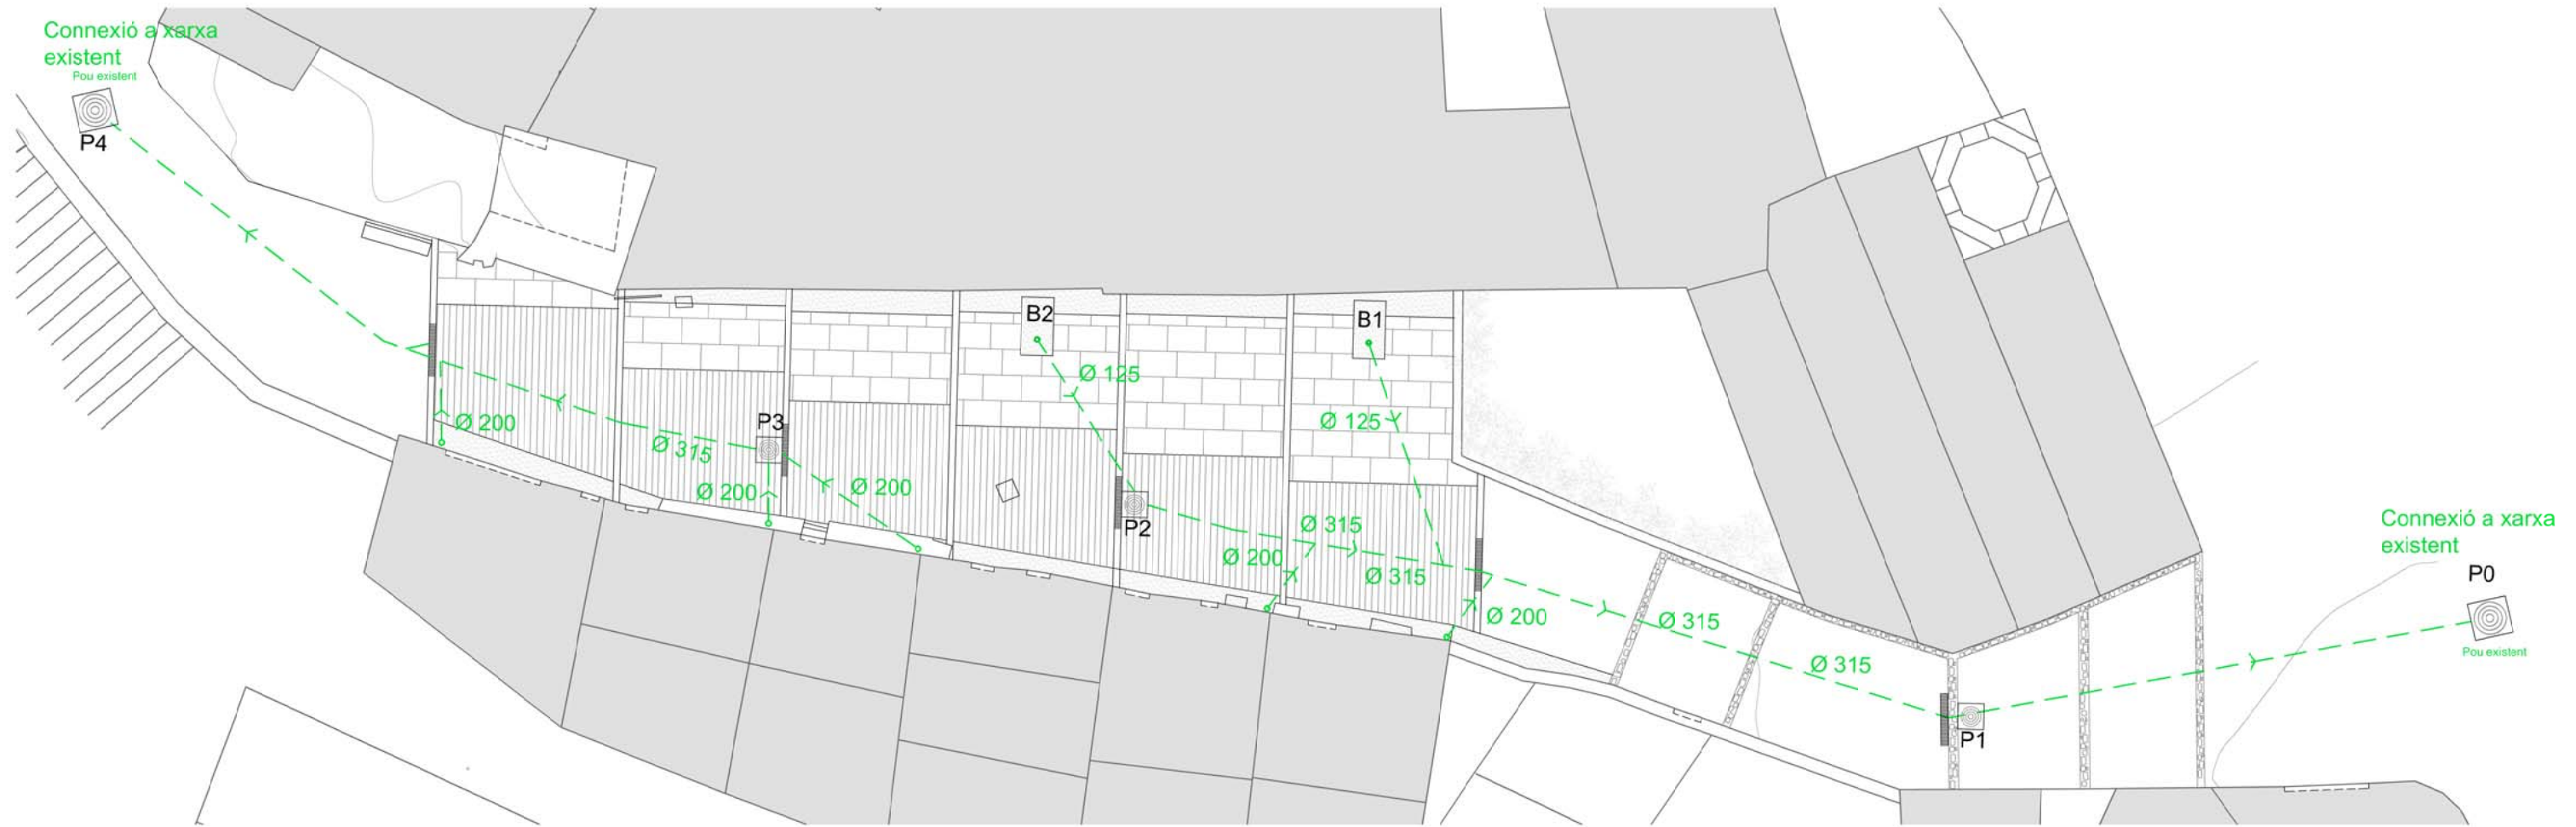 Connexió a xarxa
existent
Pou existent
P4
B2
B1
Ø 125
Ø 125
P3
Ø 200
Ø 315
Ø 200
Ø 200
P2
Ø 315
Ø 200
Ø 315
Ø 200
Ø 315
Ø 315
Connexió a xarxa
existent
P0
Pou existent
P1